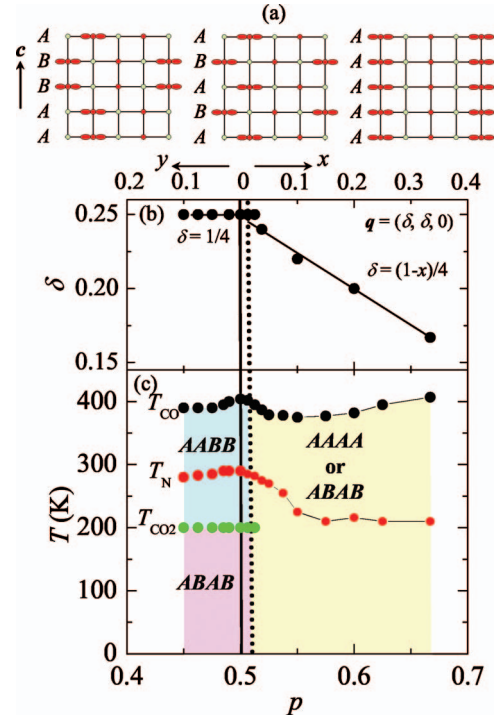 (a)
A A A
B B A
c B A A
A B A
A A A
y x
0.2 0.1 0 0.1 0.2 0.3 0.4
(b) q = (δ, δ, 0)
0.25
δ = 1/4 δ = (1-x)/4
δ 0.20
0.15
(c)
400 T_CO
AABB AAAA
300 or
T_N ABAB
T (K) 200 T_CO2
100 ABAB
0
0.4 0.5 0.6 0.7
p